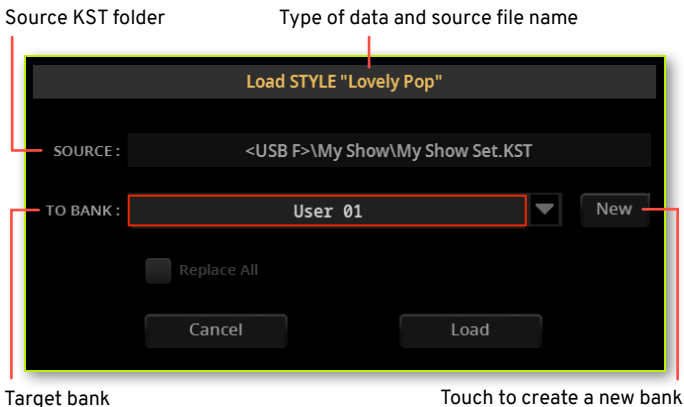 Source KST folder
Type of data and source file name
Load STYLE "Lovely Pop"
SOURCE :
<USB F>\My Show\My Show Set.KST
TO BANK :
User 01
New
Replace All
Cancel
Load
Target bank
Touch to create a new bank